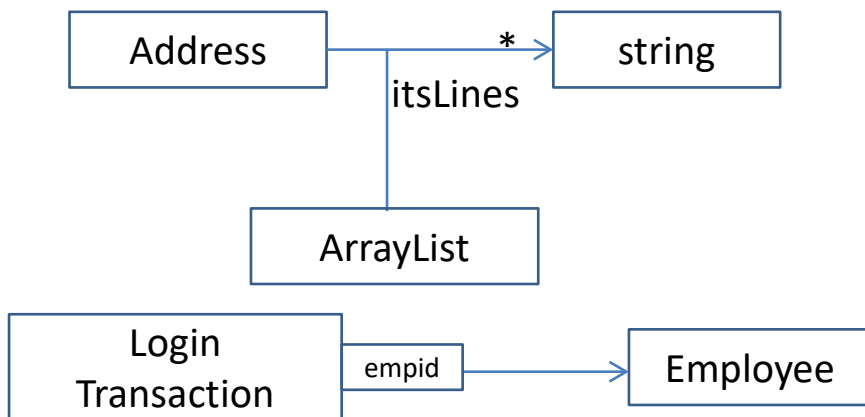 Address
*
string
itsLines
ArrayList
Login
Transaction
empid
Employee